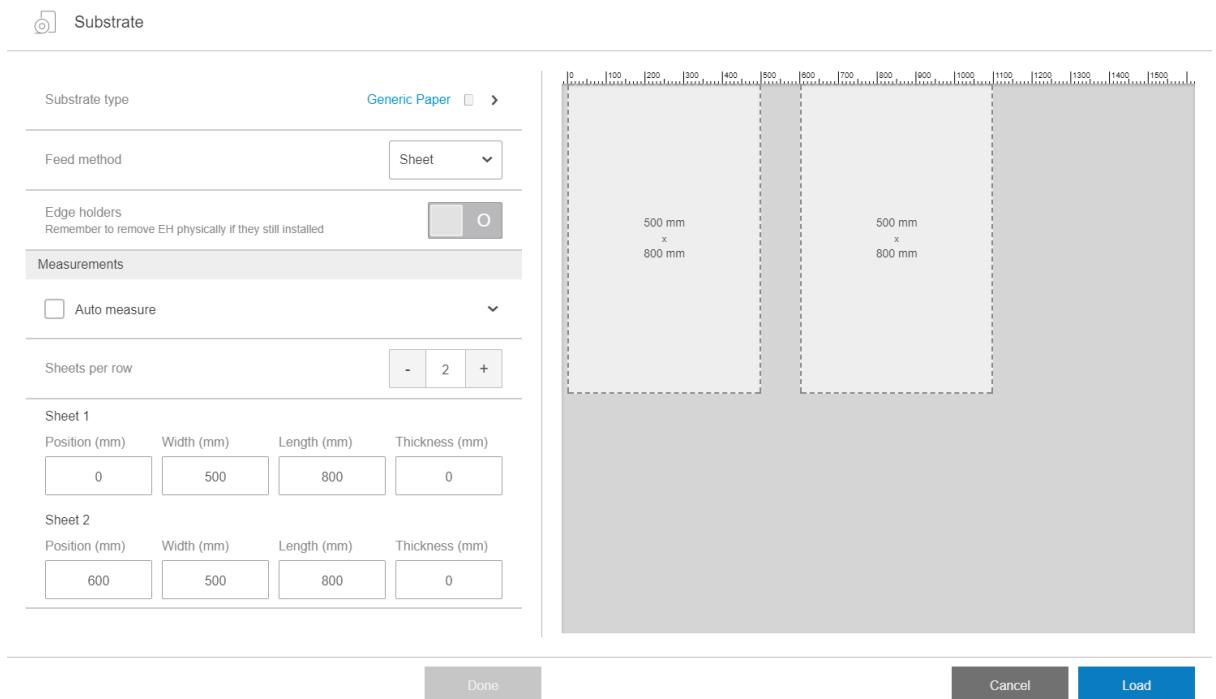 Substrate
Substrate type
Generic Paper
Feed method
Sheet
Edge holders
O
Remember to remove EH physically if they still installed
Measurements
Auto measure
Sheets per row
- 2 +
Sheet 1
Position (mm) Width (mm) Length (mm) Thickness (mm)
0 500 800 0
Sheet 2
Position (mm) Width (mm) Length (mm) Thickness (mm)
600 500 800 0
0 100 200 300 400 500 600 700 800 900 1000 1100 1200 1300 1400 1500
500 mm
x
800 mm
500 mm
x
800 mm
Done
Cancel
Load